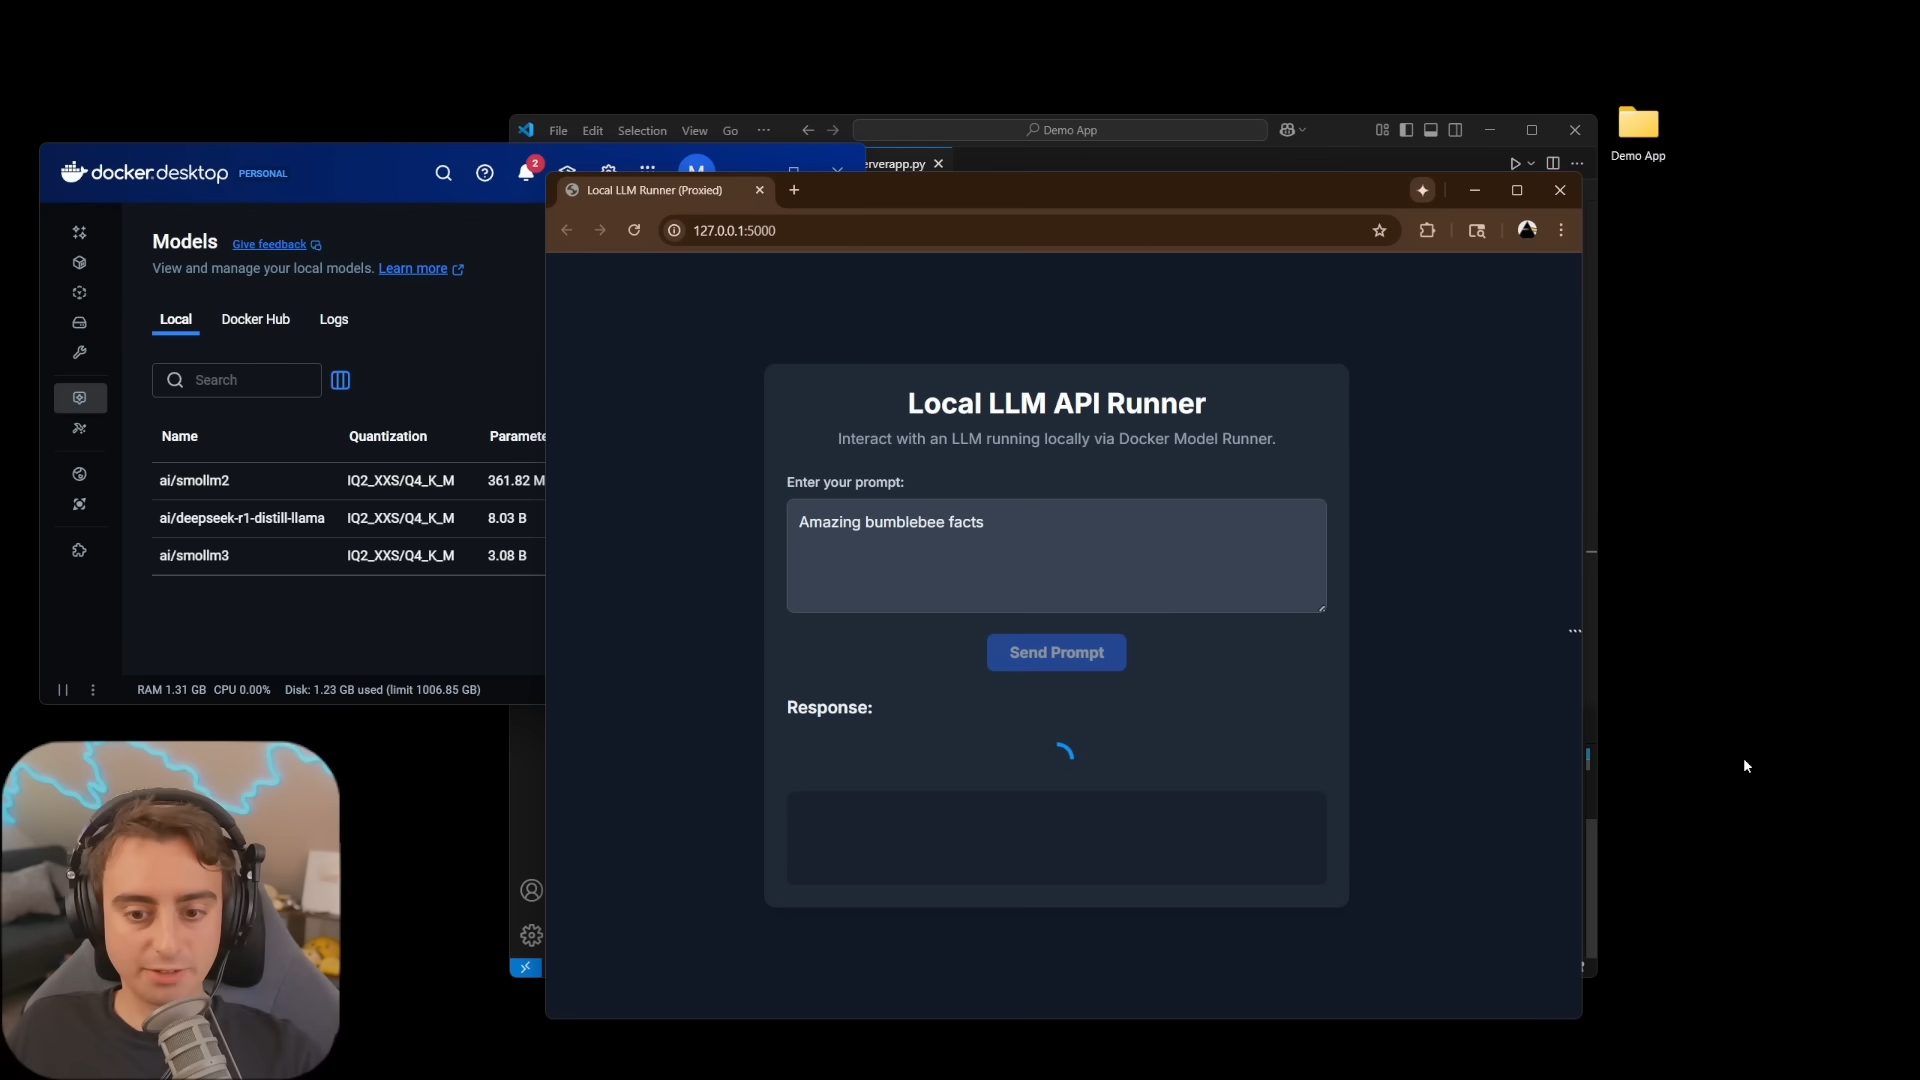 File Edit Selection View Go ···
Demo App
erverapp.py
docker.desktop PERSONAL
2
M
Local LLM Runner (Proxied)
127.0.0.1:5000
Demo App
Models Give feedback
View and manage your local models. Learn more
Local Docker Hub Logs
Search
Name Quantization Paramete
ai/smollm2 IQ2_XXS/Q4_K_M 361.82 M
ai/deepseek-r1-distill-llama IQ2_XXS/Q4_K_M 8.03 B
ai/smollm3 IQ2_XXS/Q4_K_M 3.08 B
RAM 1.31 GB CPU 0.00% Disk: 1.23 GB used (limit 1006.85 GB)
Local LLM API Runner
Interact with an LLM running locally via Docker Model Runner.
Enter your prompt:
Amazing bumblebee facts
Send Prompt
Response: